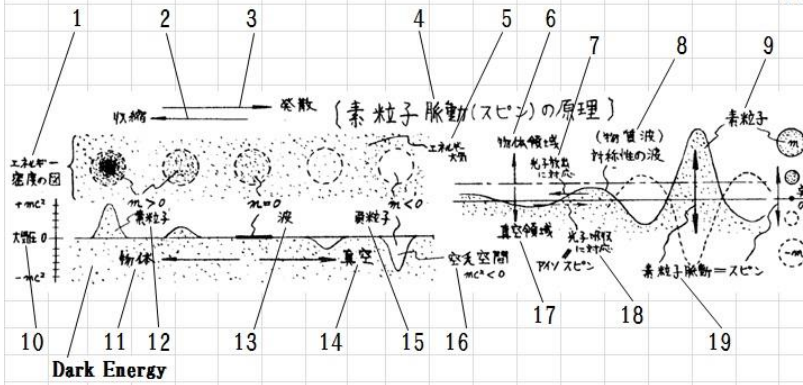 1 2 3 4 5 6 7 8 9
発散
収縮
{素粒子脈動(スピン)の原理}
エネルギー
密度の図
エネルギー
大海
物体領域
光子放出
に対応
(物質波)
対称性の波
素粒子
m
m>0
m=0
m<0
+mc²
素粒子
波
真粒子
0
-mc²
物体
真空
空孔空間
mc²<0
真空領域
光子吸収
に対応
アイソスピン
素粒子脈動=スピン
0
-m
10 11 12 13 14 15 16 17 18 19
Dark Energy